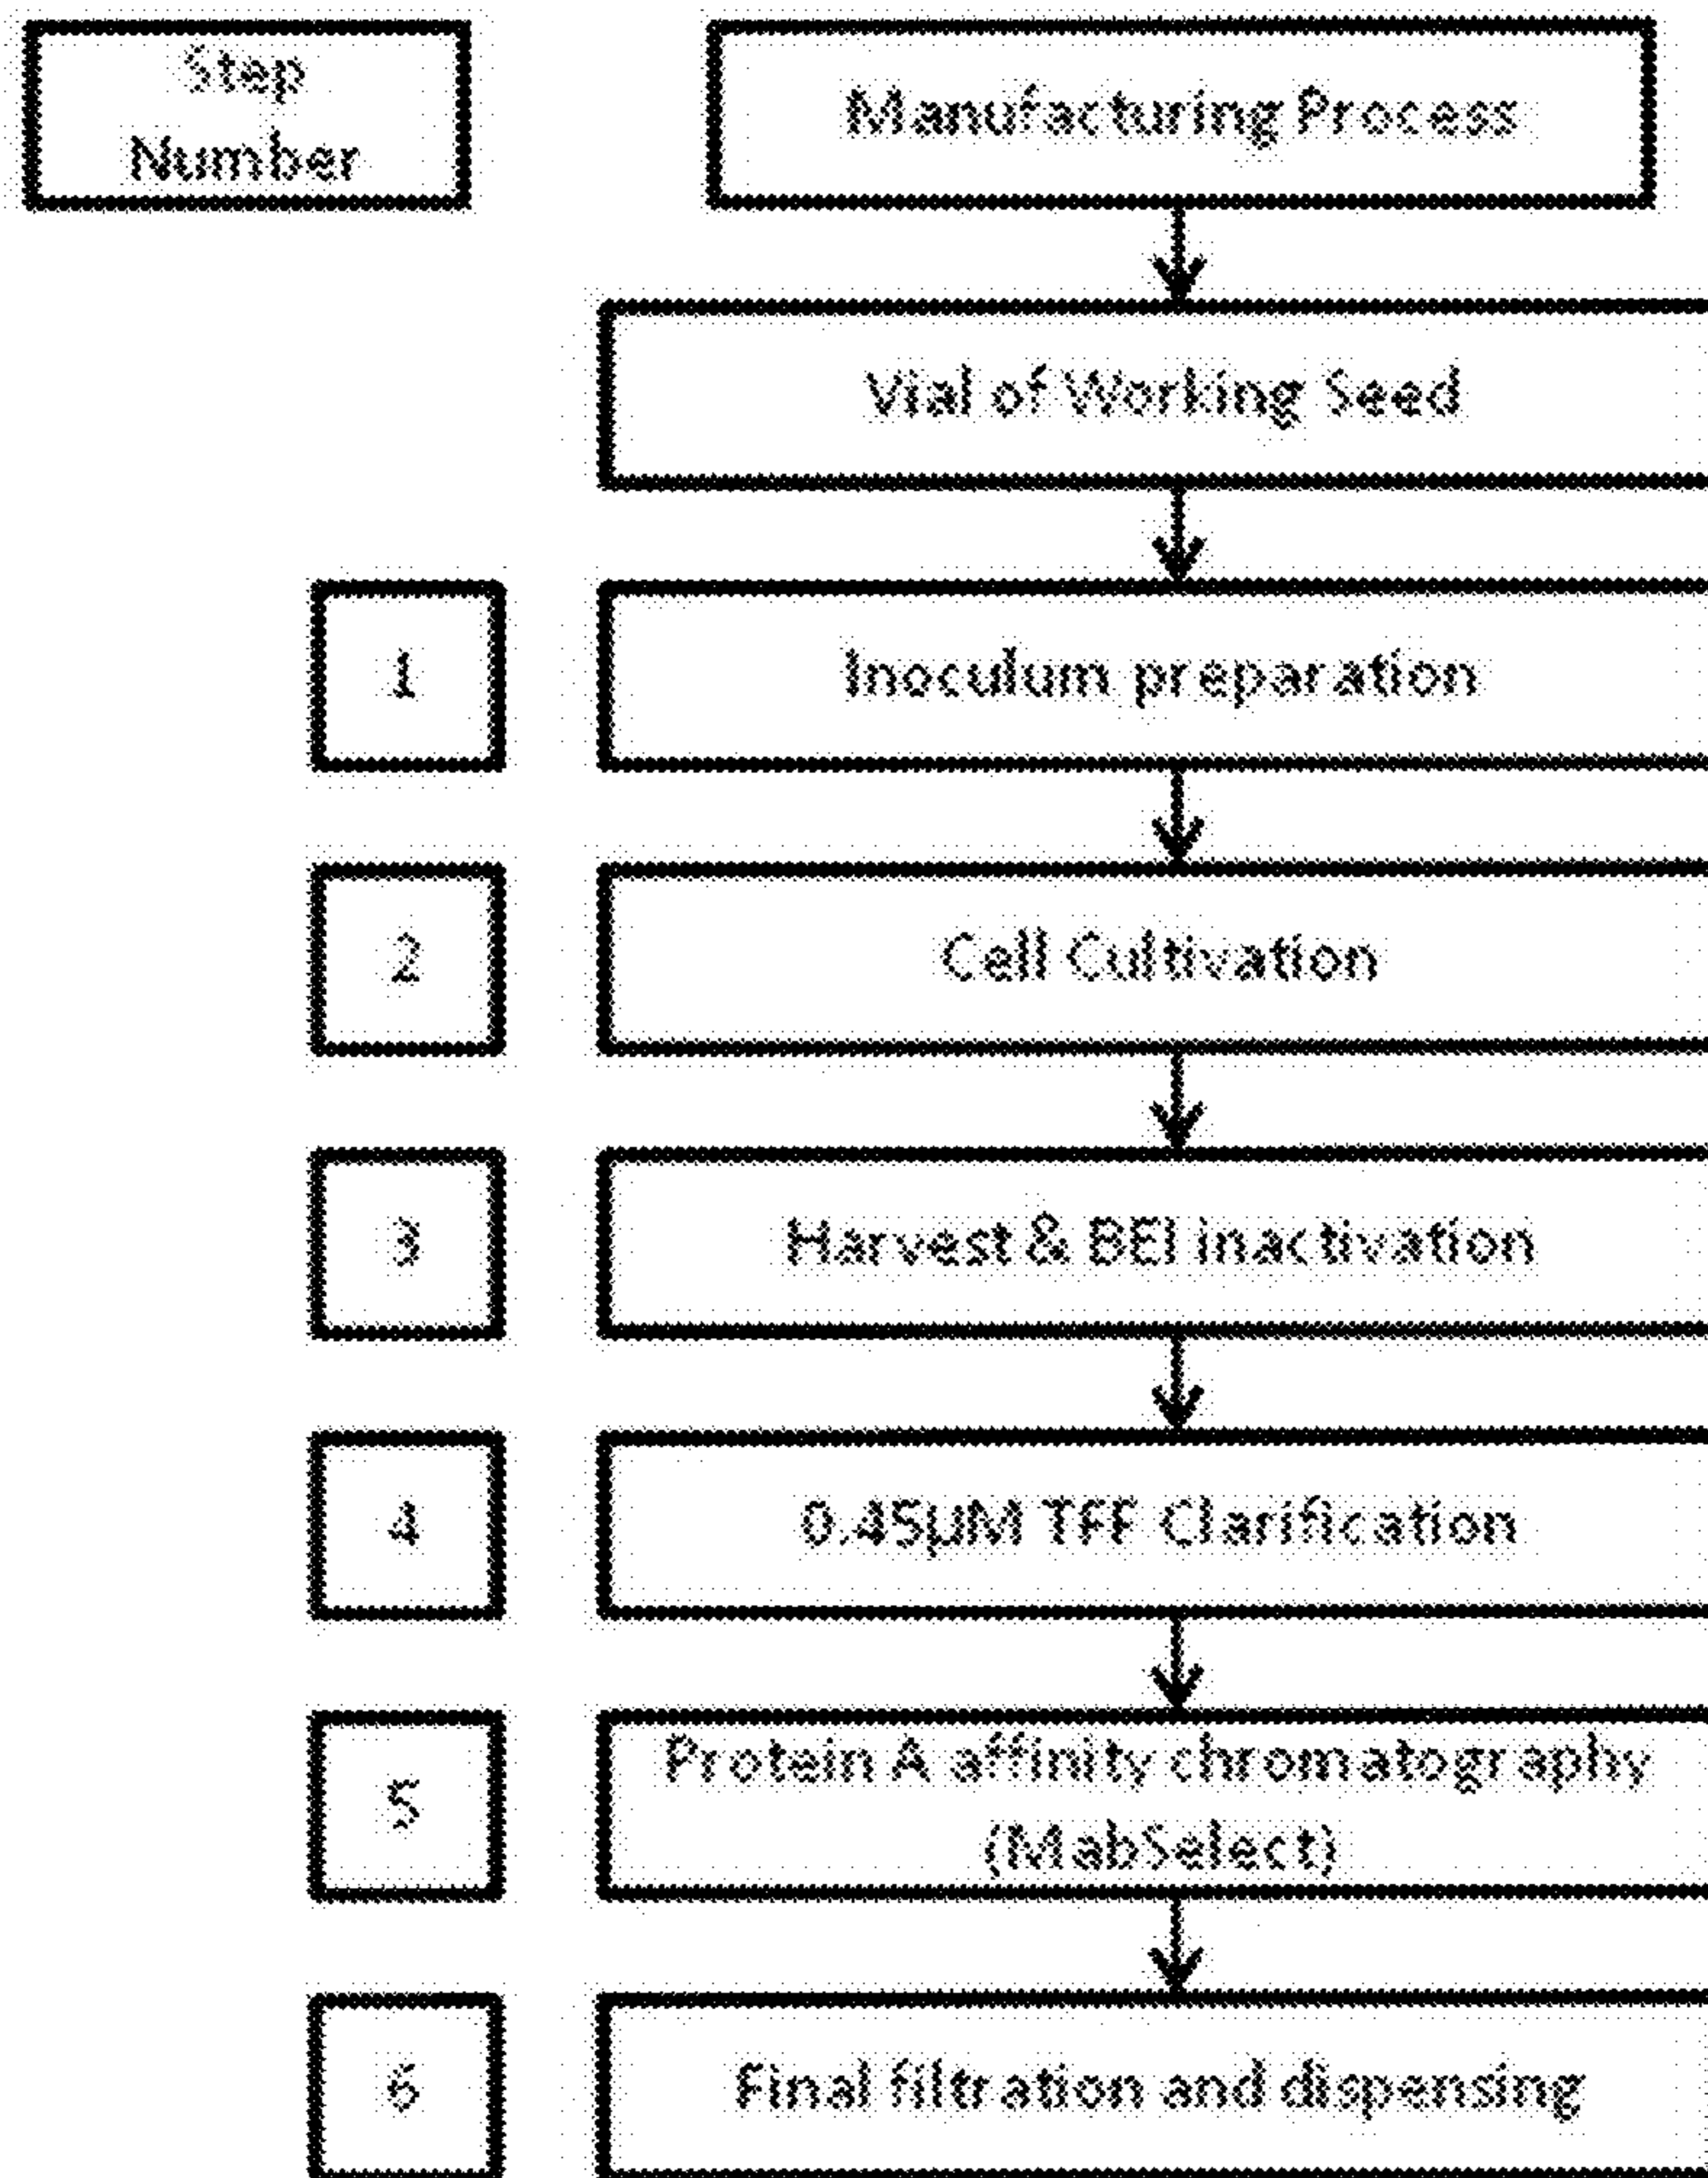 Step
Number
Manufacturing Process
Vial of Working Seed
1
Inoculum preparation
2
Cell Cultivation
3
Harvest & BEI inactivation
4
0.45µM TFF Clarification
5
Protein A affinity chromatography
(MabSelect)
6
Final filtration and dispensing